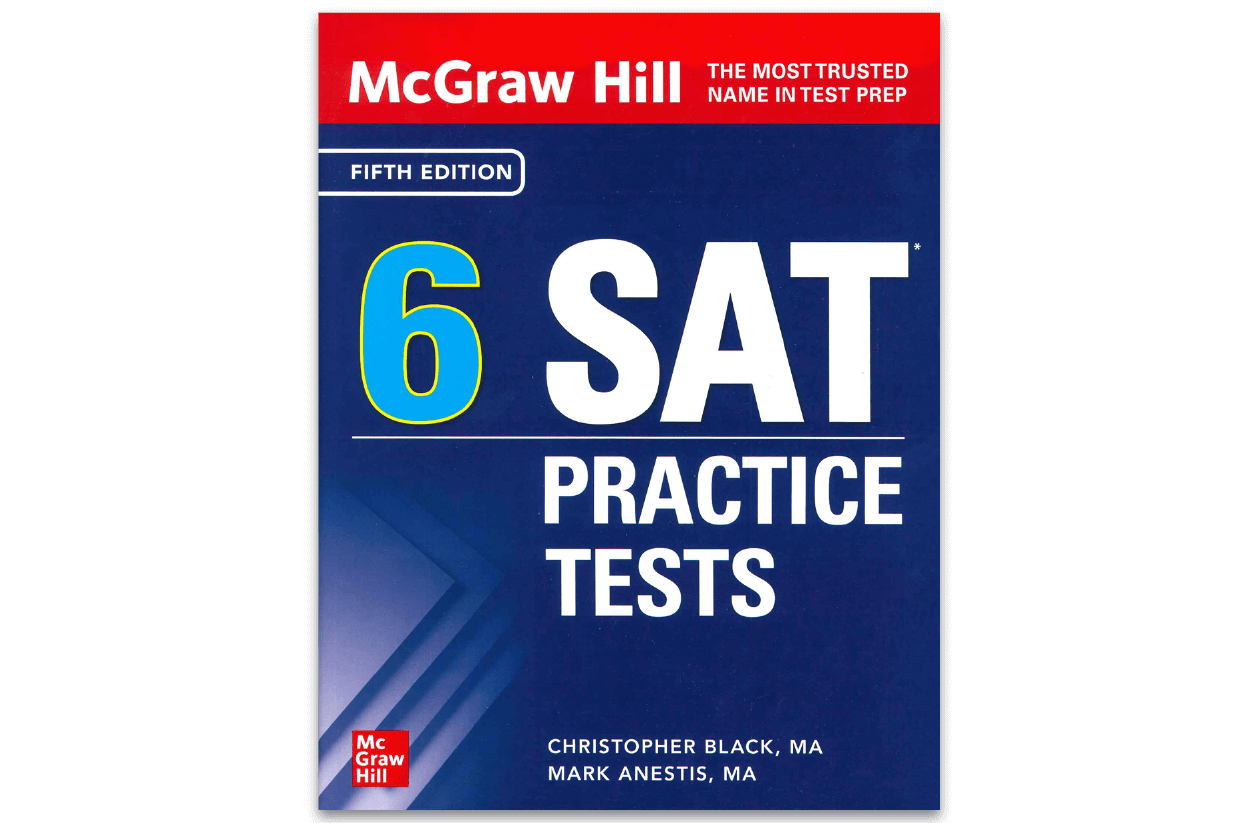 McGraw Hill
THE MOST TRUSTED
NAME IN TEST PREP
FIFTH EDITION
6 SAT*
PRACTICE
TESTS
CHRISTOPHER BLACK, MA
MARK ANESTIS, MA
Mc
Graw
Hill